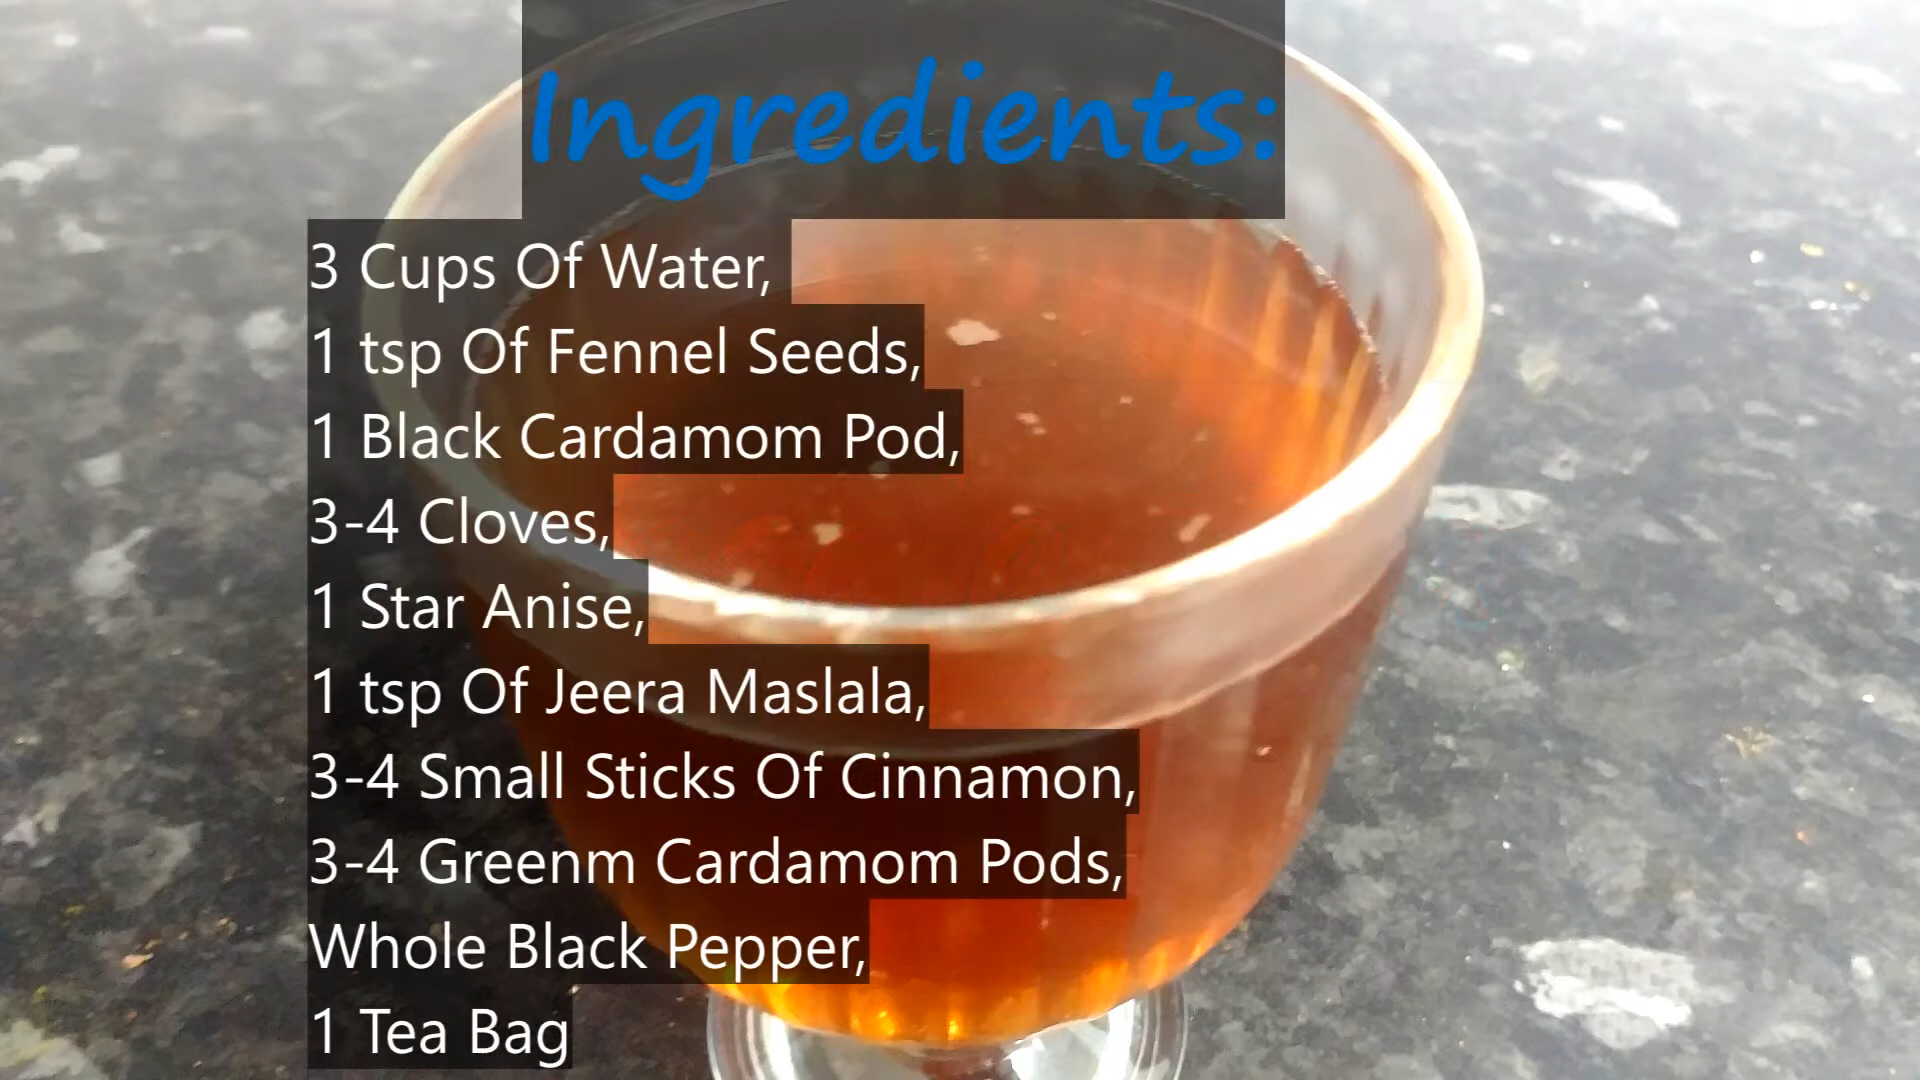 Ingredients:
3 Cups Of Water,
1 tsp Of Fennel Seeds,
1 Black Cardamom Pod,
3-4 Cloves,
1 Star Anise,
1 tsp Of Jeera Maslala,
3-4 Small Sticks Of Cinnamon,
3-4 Greenm Cardamom Pods,
Whole Black Pepper,
1 Tea Bag